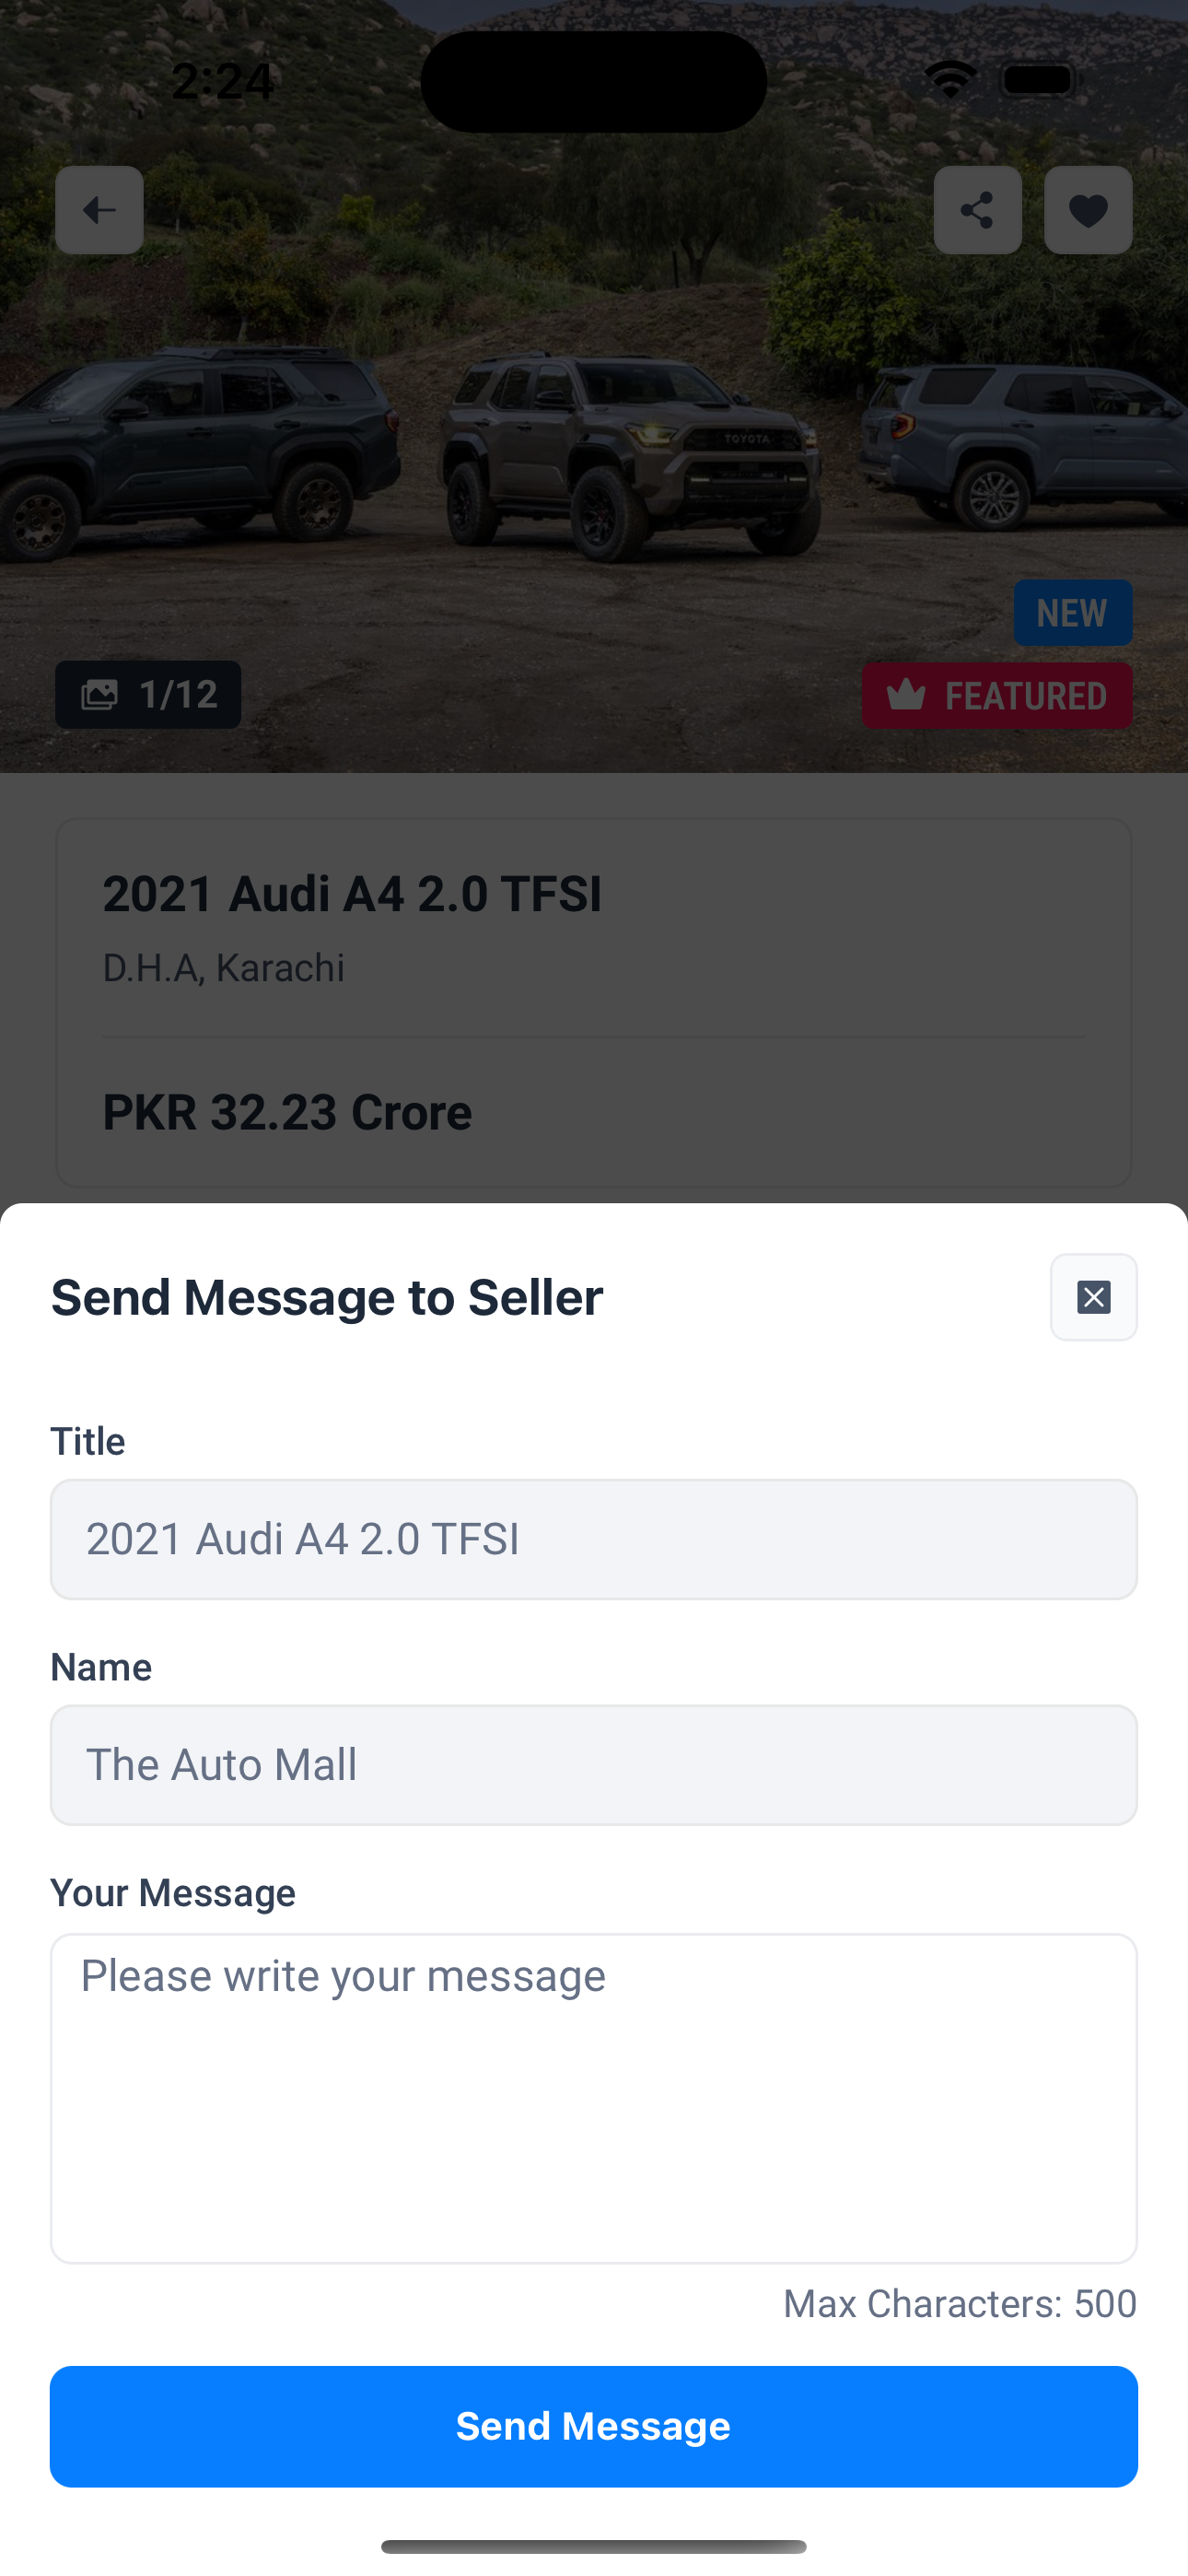 2:24
TOYOTA
NEW
1/12
FEATURED
2021 Audi A4 2.0 TFSI
D.H.A, Karachi
PKR 32.23 Crore
Send Message to Seller
Title
2021 Audi A4 2.0 TFSI
Name
The Auto Mall
Your Message
Please write your message
Max Characters: 500
Send Message